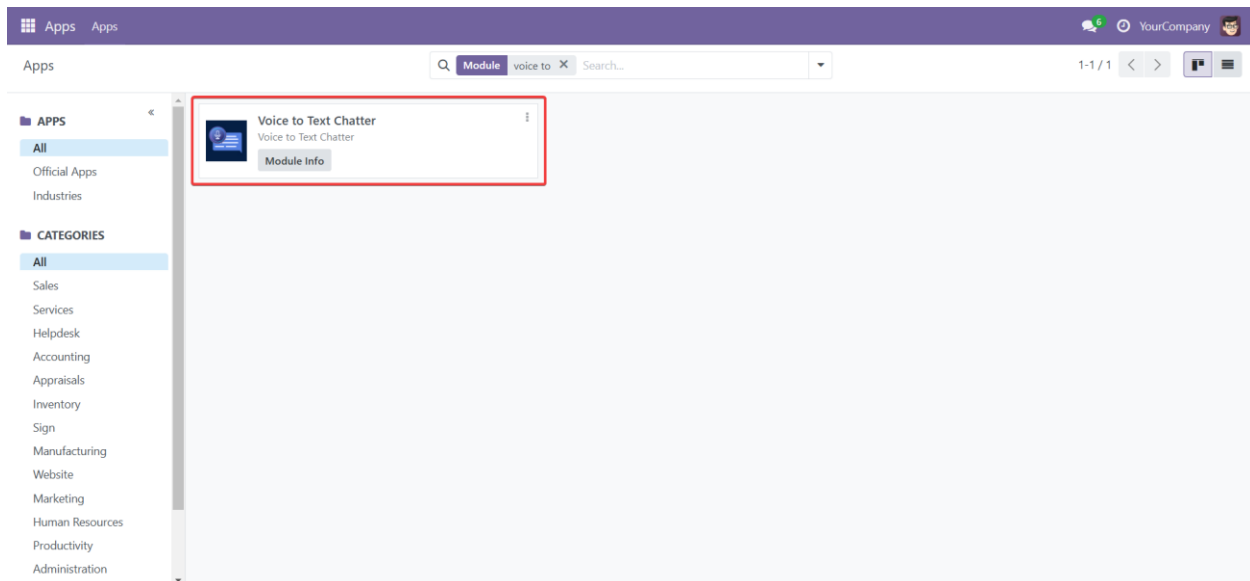 Apps Apps 6 YourCompany
Apps Module voice to × Search... 1-1 / 1
APPS
All
Official Apps
Industries
CATEGORIES
All
Sales
Services
Helpdesk
Accounting
Appraisals
Inventory
Sign
Manufacturing
Website
Marketing
Human Resources
Productivity
Administration
Voice to Text Chatter
Voice to Text Chatter
Module Info